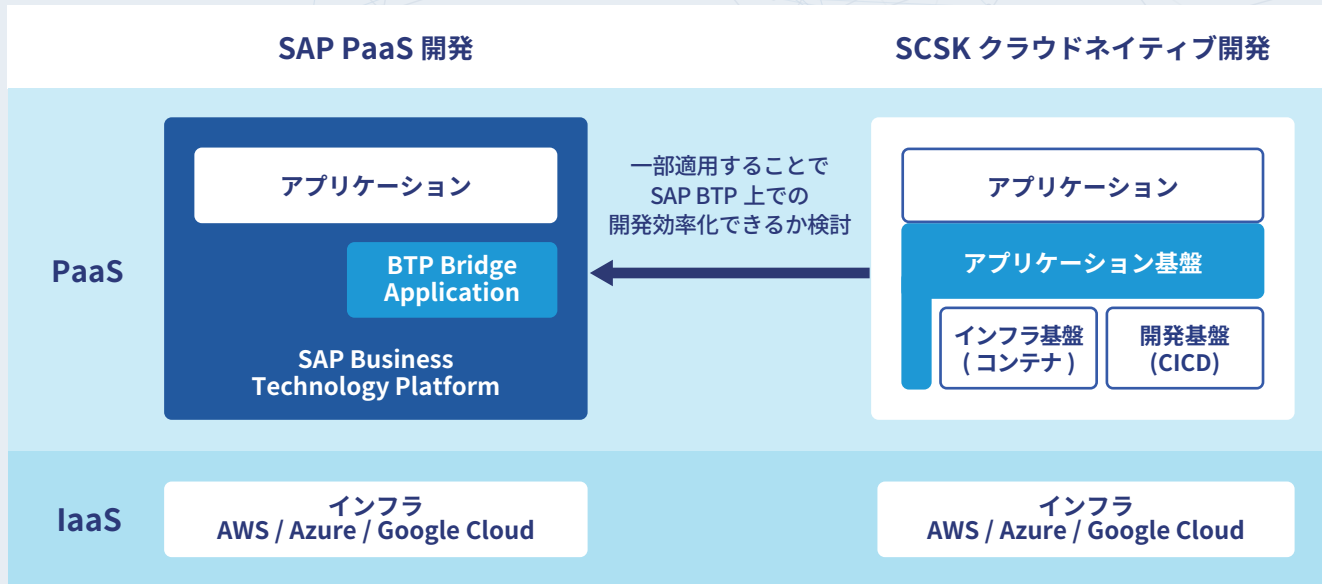 SAP PaaS 開発
SCSK クラウドネイティブ開発
PaaS
アプリケーション
BTP Bridge
Application
SAP Business
Technology Platform
一部適用することで
SAP BTP 上での
開発効率化できるか検討
アプリケーション
アプリケーション基盤
インフラ基盤
( コンテナ )
開発基盤
(CICD)
IaaS
インフラ
AWS / Azure / Google Cloud
インフラ
AWS / Azure / Google Cloud